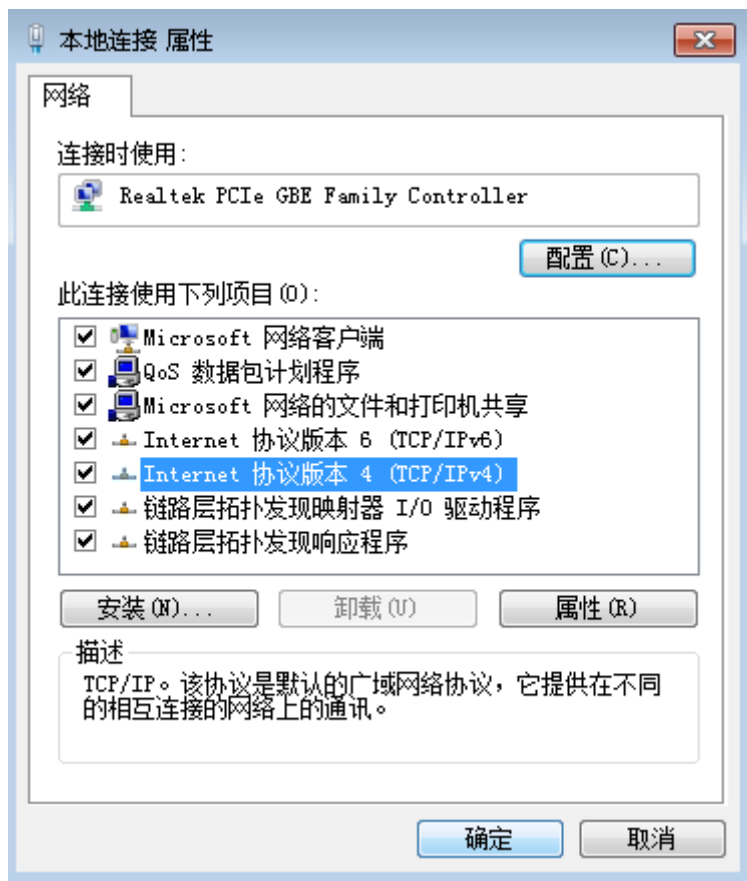 本地连接 属性
网络
连接时使用:
Realtek PCIe GBE Family Controller
配置(C)...
此连接使用下列项目(O):
Microsoft 网络客户端
QoS 数据包计划程序
Microsoft 网络的文件和打印机共享
Internet 协议版本 6 (TCP/IPv6)
Internet 协议版本 4 (TCP/IPv4)
链路层拓扑发现映射器 I/O 驱动程序
链路层拓扑发现响应程序
安装(N)... 卸载(U) 属性(R)
描述
TCP/IP。该协议是默认的广域网络协议，它提供在不同
的相互连接的网络上的通讯。
确定 取消